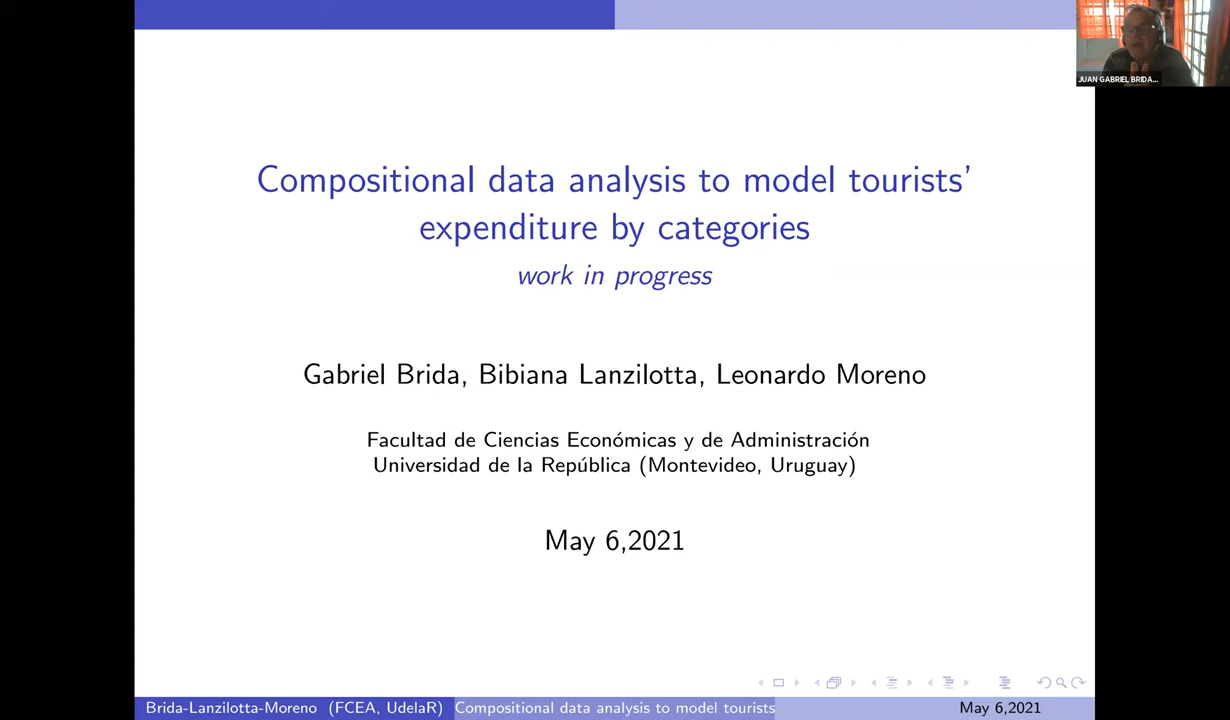 JUAN GABRIEL BRIDA...
Compositional data analysis to model tourists'
expenditure by categories
work in progress
Gabriel Brida, Bibiana Lanzilotta, Leonardo Moreno
Facultad de Ciencias Económicas y de Administración
Universidad de la República (Montevideo, Uruguay)
May 6,2021
Brida-Lanzilotta-Moreno (FCEA, UdelaR) Compositional data analysis to model tourists May 6,2021